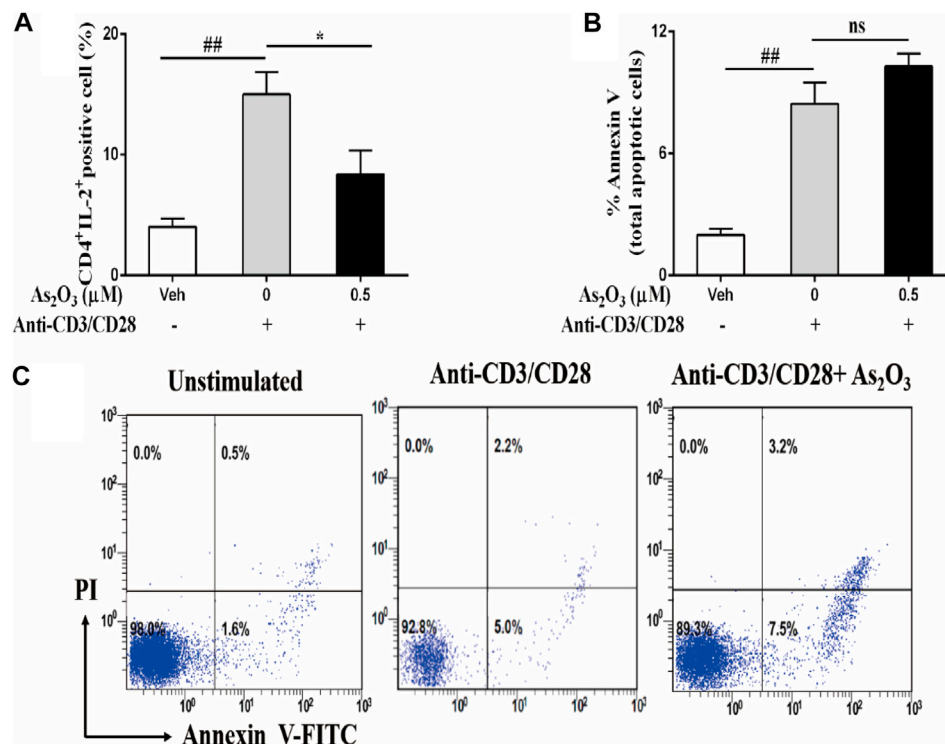 A
CD4+IL-2+positive cell (%)
20
10
0
##
*
As2O3 (µM) Veh 0 0.5
Anti-CD3/CD28 - + +
B
% Annexin V
(total apoptotic cells)
12
6
0
##
ns
As2O3 (µM) Veh 0 0.5
Anti-CD3/CD28 - + +
C
Unstimulated
Anti-CD3/CD28
Anti-CD3/CD28+ As2O3
10³
10²
10¹
10⁰
0.0% 0.5%
98.0% 1.6%
10⁰ 10¹ 10² 10³
10³
10²
10¹
10⁰
0.0% 2.2%
92.8% 5.0%
10⁰ 10¹ 10² 10³
10³
10²
10¹
10⁰
0.0% 3.2%
89.3% 7.5%
10⁰ 10¹ 10² 10³
PI
Annexin V-FITC